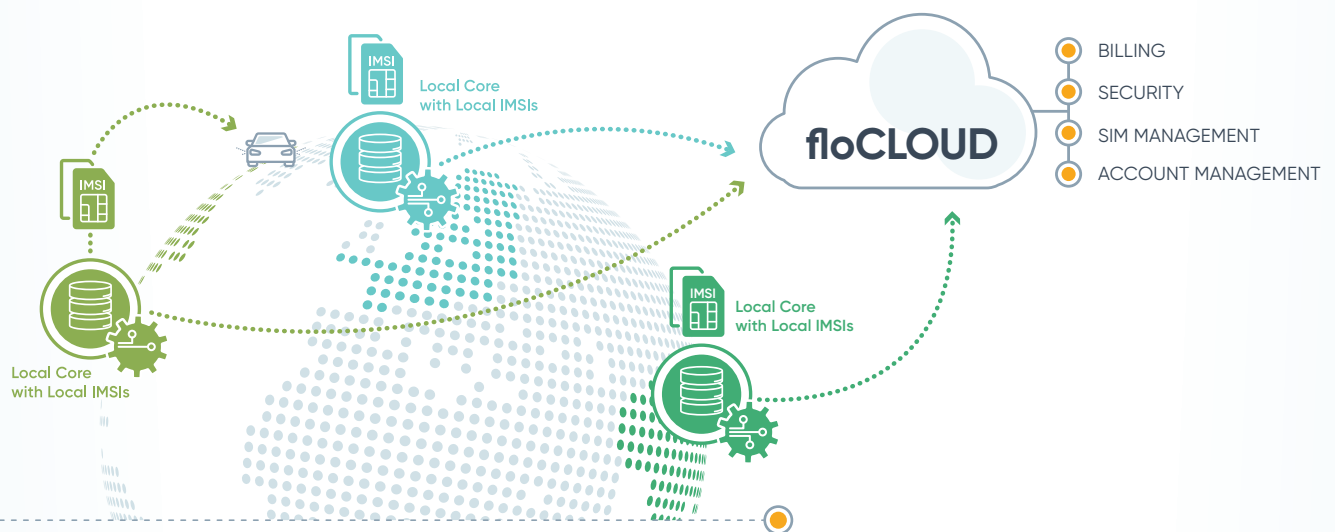 IMSI
Local Core
with Local IMSIs
floCLOUD
BILLING
SECURITY
SIM MANAGEMENT
ACCOUNT MANAGEMENT
IMSI
Local Core
with Local IMSIs
IMSI
Local Core
with Local IMSIs